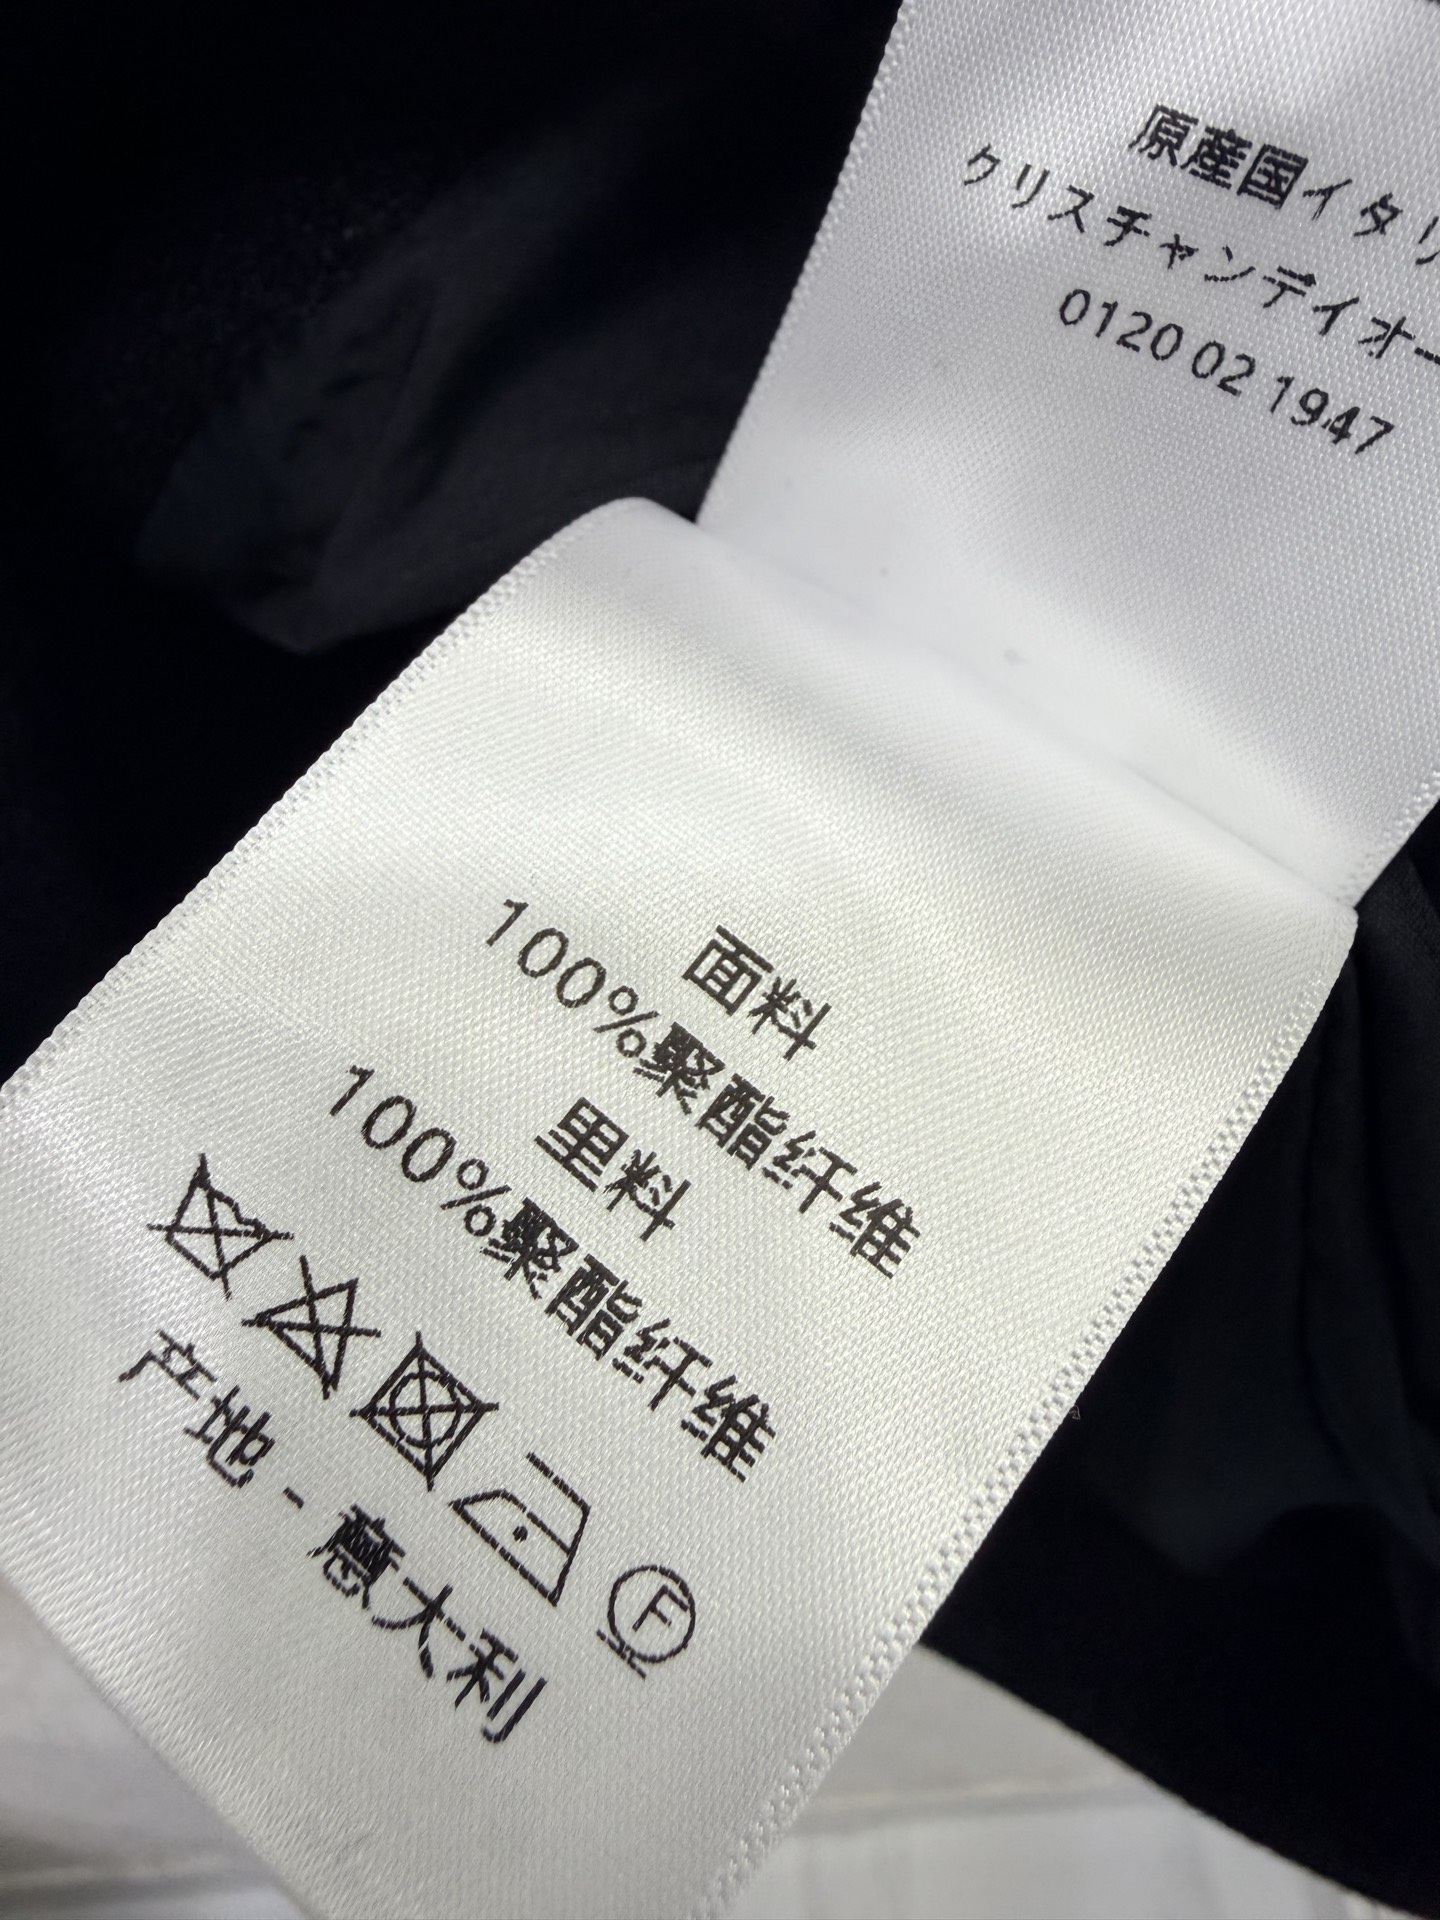 原産国イタリ
クリスチャンディオー
0120 02 1947
面料
100%聚酯纤维
里料
100%聚酯纤维
F
产地 - 意大利